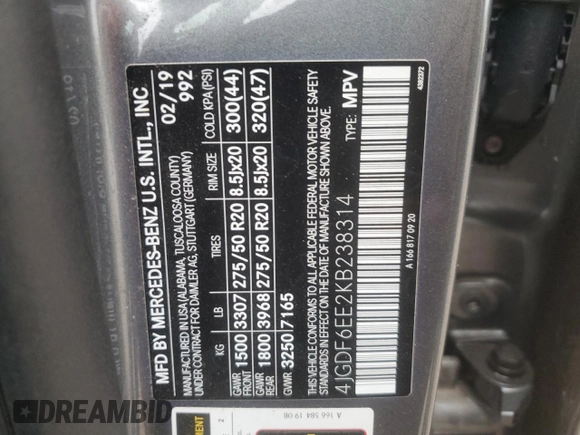 MFD BY MERCEDES-BENZ U.S. INTL., INC
MANUFACTURED IN USA (ALABAMA, TUSCALOOSA COUNTY)
UNDER CONTRACT FOR DAIMLER AG, STUTTGART (GERMANY)
02/19
992
KG LB TIRES RIM SIZE COLD KPA (PSI)
GAWR FRONT 1500 3307 275/50 R20 8.5Jx20 300(44)
GAWR REAR 1800 3968 275/50 R20 8.5Jx20 320(47)
GVWR 3250 7165
THIS VEHICLE CONFORMS TO ALL APPLICABLE FEDERAL MOTOR VEHICLE SAFETY
STANDARDS IN EFFECT ON THE DATE OF MANUFACTURE SHOWN ABOVE.
4JGDF6EE2KB238314 TYPE: MPV
A 166 817 09 20
4302372
A 166 584 19 08
2
AutoBidMaster